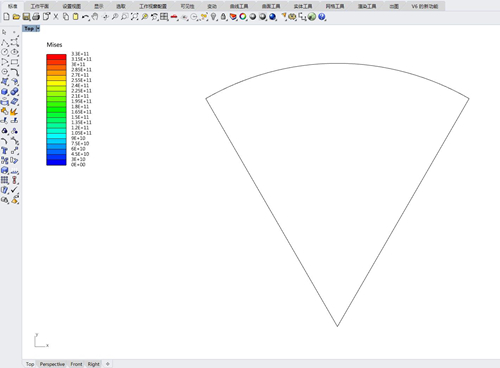 标准 工作平面 设置视图 显示 选取 工作视窗配置 可见性 变动 曲线工具 曲面工具 实体工具 网格工具 渲染工具 出图 V6 的新功能
Top
Mises
3.3E+11
3.15E+11
3E+11
2.85E+11
2.7E+11
2.55E+11
2.4E+11
2.25E+11
2.1E+11
1.95E+11
1.8E+11
1.65E+11
1.5E+11
1.35E+11
1.2E+11
1.05E+11
9E+10
7.5E+10
6E+10
4.5E+10
3E+10
0E+00
y
x
Top Perspective Front Right